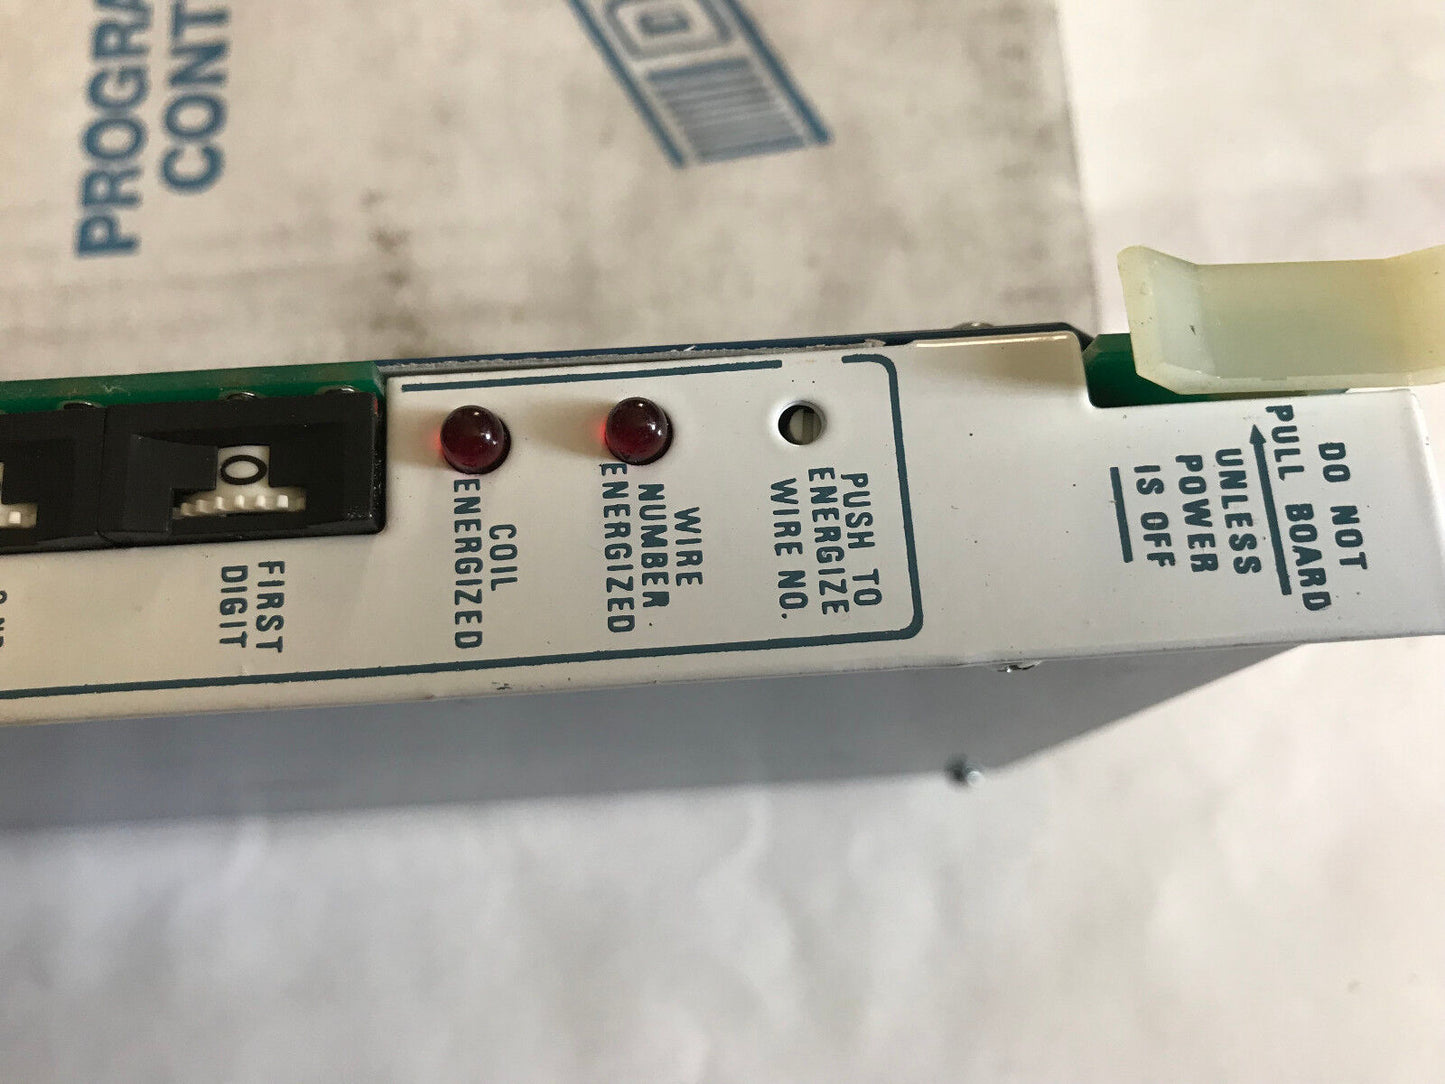 PROGRA
CONT
D
0
FIRST
DIGIT
COIL
ENERGIZED
WIRE
NUMBER
ENERGIZED
PUSH TO
ENERGIZE
WIRE NO.
DO NOT
PULL BOARD
UNLESS
POWER
IS OFF